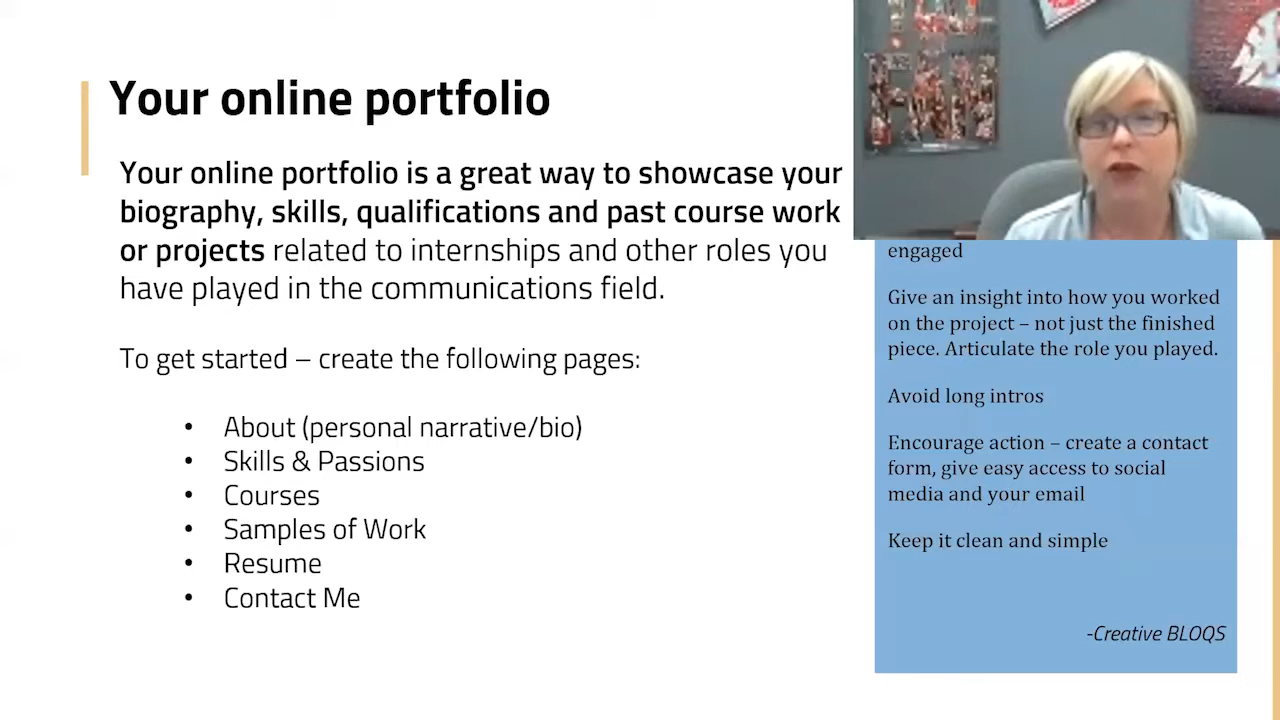 Your online portfolio
Your online portfolio is a great way to showcase your
biography, skills, qualifications and past course work
or projects related to internships and other roles you
have played in the communications field.
To get started – create the following pages:
• About (personal narrative/bio)
• Skills & Passions
• Courses
• Samples of Work
• Resume
• Contact Me
engaged
Give an insight into how you worked
on the project – not just the finished
piece. Articulate the role you played.
Avoid long intros
Encourage action – create a contact
form, give easy access to social
media and your email
Keep it clean and simple
-Creative BLOQS